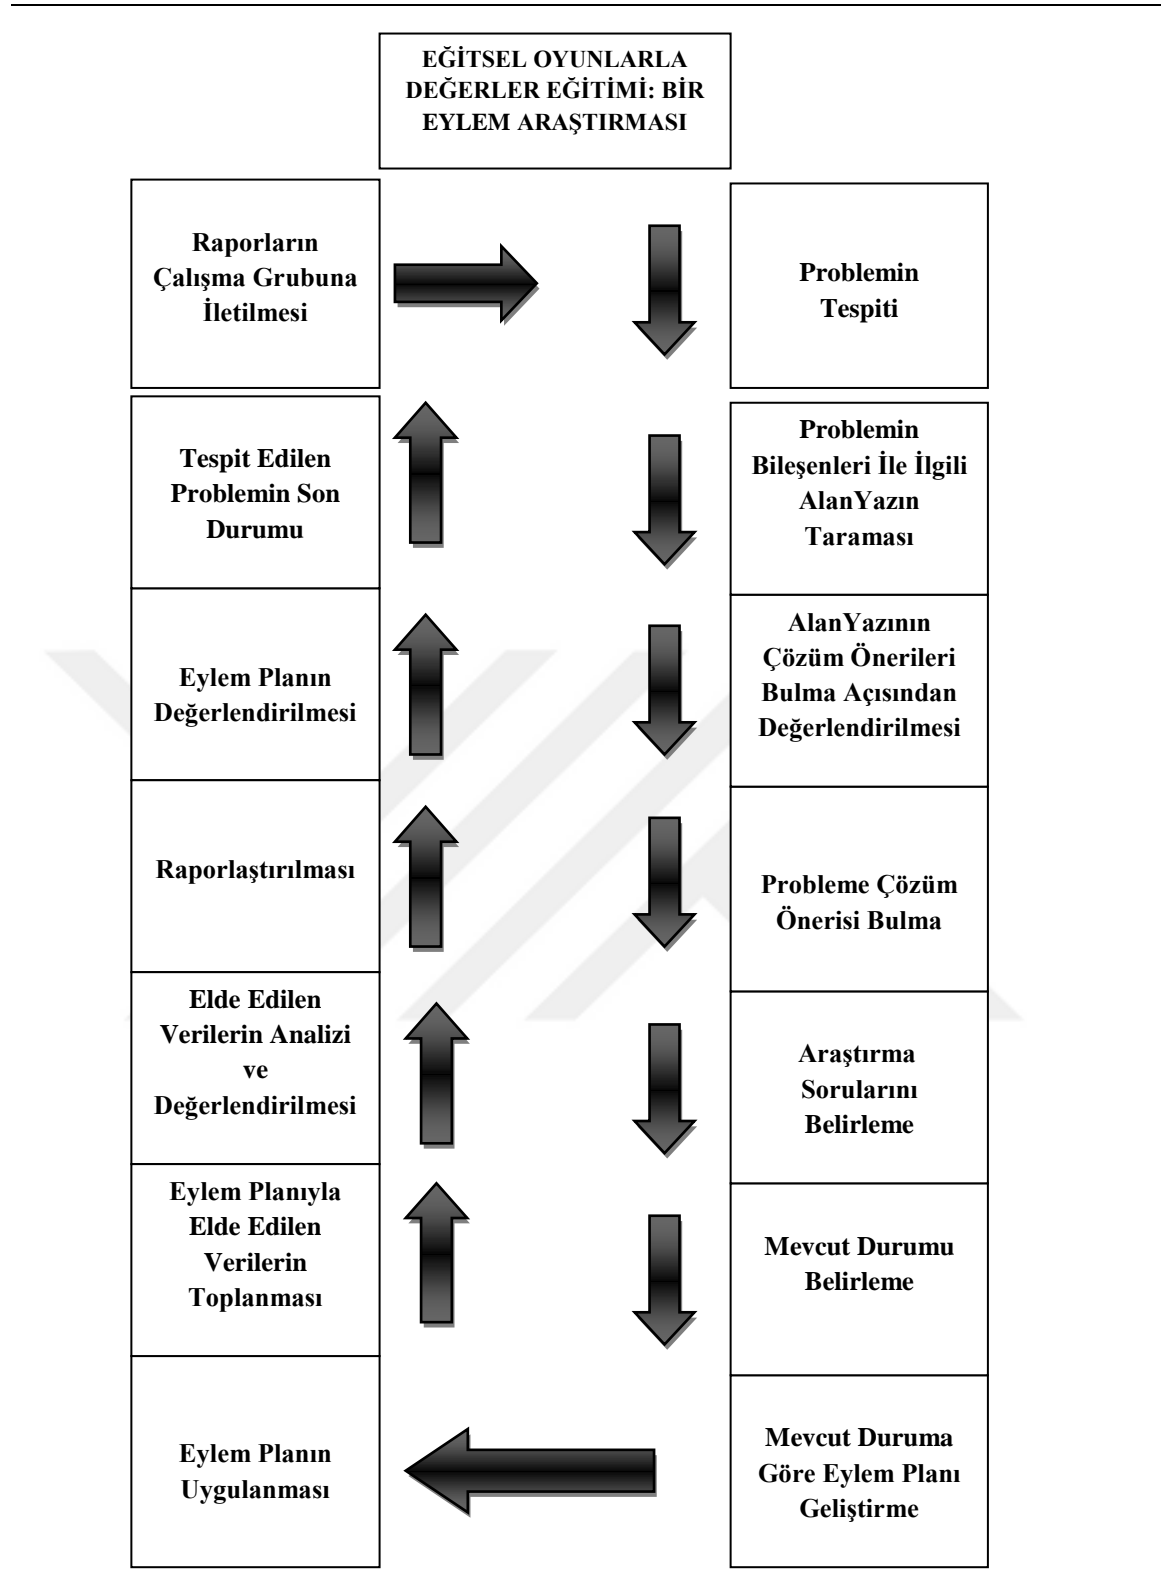 EĞİTSEL OYUNLARLA
DEĞERLER EĞİTİMİ: BİR
EYLEM ARAŞTIRMASI
Raporların
Çalışma Grubuna
İletilmesi
Problemin
Tespiti
Tespit Edilen
Problemin Son
Durumu
Problemin
Bileşenleri İle İlgili
AlanYazın
Taraması
Eylem Planın
Değerlendirilmesi
AlanYazının
Çözüm Önerileri
Bulma Açısından
Değerlendirilmesi
Raporlaştırılması
Probleme Çözüm
Önerisi Bulma
Elde Edilen
Verilerin Analizi
ve
Değerlendirilmesi
Araştırma
Sorularını
Belirleme
Eylem Planıyla
Elde Edilen
Verilerin
Toplanması
Mevcut Durumu
Belirleme
Eylem Planın
Uygulanması
Mevcut Duruma
Göre Eylem Planı
Geliştirme